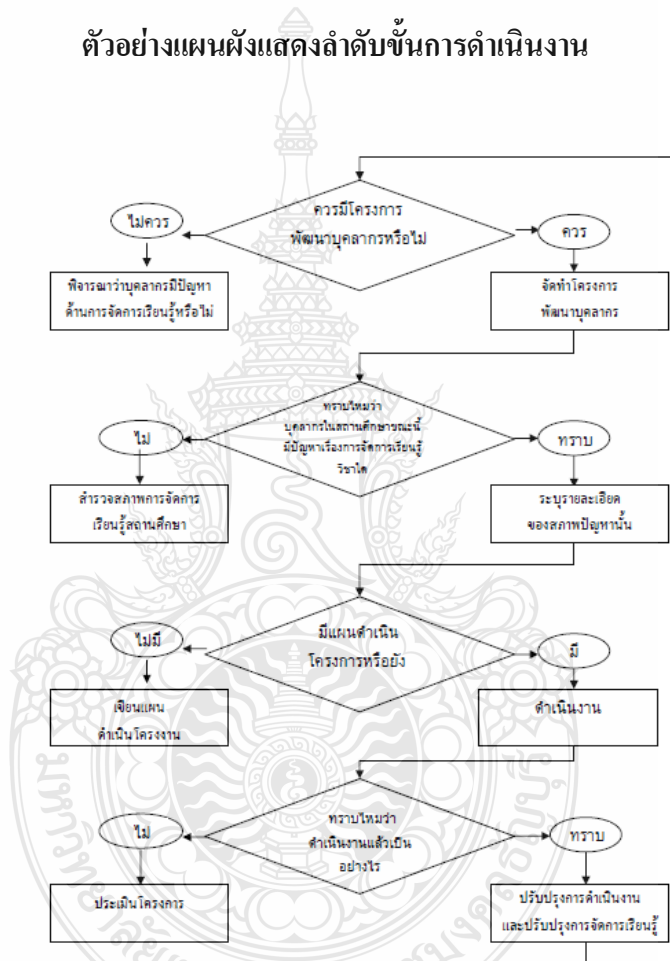 ตัวอย่างแผนผังแสดงลำดับขั้นการดำเนินงาน
ควรมีโครงการ
พัฒนาบุคลากรหรือไม่
ไม่ควร
ควร
พิจารณาว่าบุคลากรมีปัญหา
ด้านการจัดการเรียนรู้หรือไม่
จัดทำโครงการ
พัฒนาบุคลากร
ทราบไหมว่า
บุคลากรในสถานศึกษาขณะนี้
มีปัญหาเรื่องการจัดการเรียนรู้
วิชาใด
ไม่
ทราบ
สำรวจสภาพการจัดการ
เรียนรู้สถานศึกษา
ระบุรายละเอียด
ของสภาพปัญหานั้น
มีแผนดำเนิน
โครงการหรือยัง
ไม่มี
มี
เขียนแผน
ดำเนินโครงงาน
ดำเนินงาน
ทราบไหมว่า
ดำเนินงานแล้วเป็น
อย่างไร
ไม่
ทราบ
ประเมินโครงการ
ปรับปรุงการดำเนินงาน
และปรับปรุงการจัดการเรียนรู้